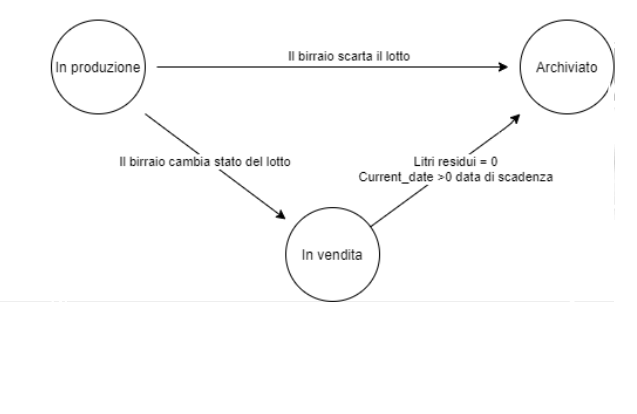 In produzione
Il birraio scarta il lotto
Archiviato
Il birraio cambia stato del lotto
Litri residui = 0
Current_date >0 data di scadenza
In vendita